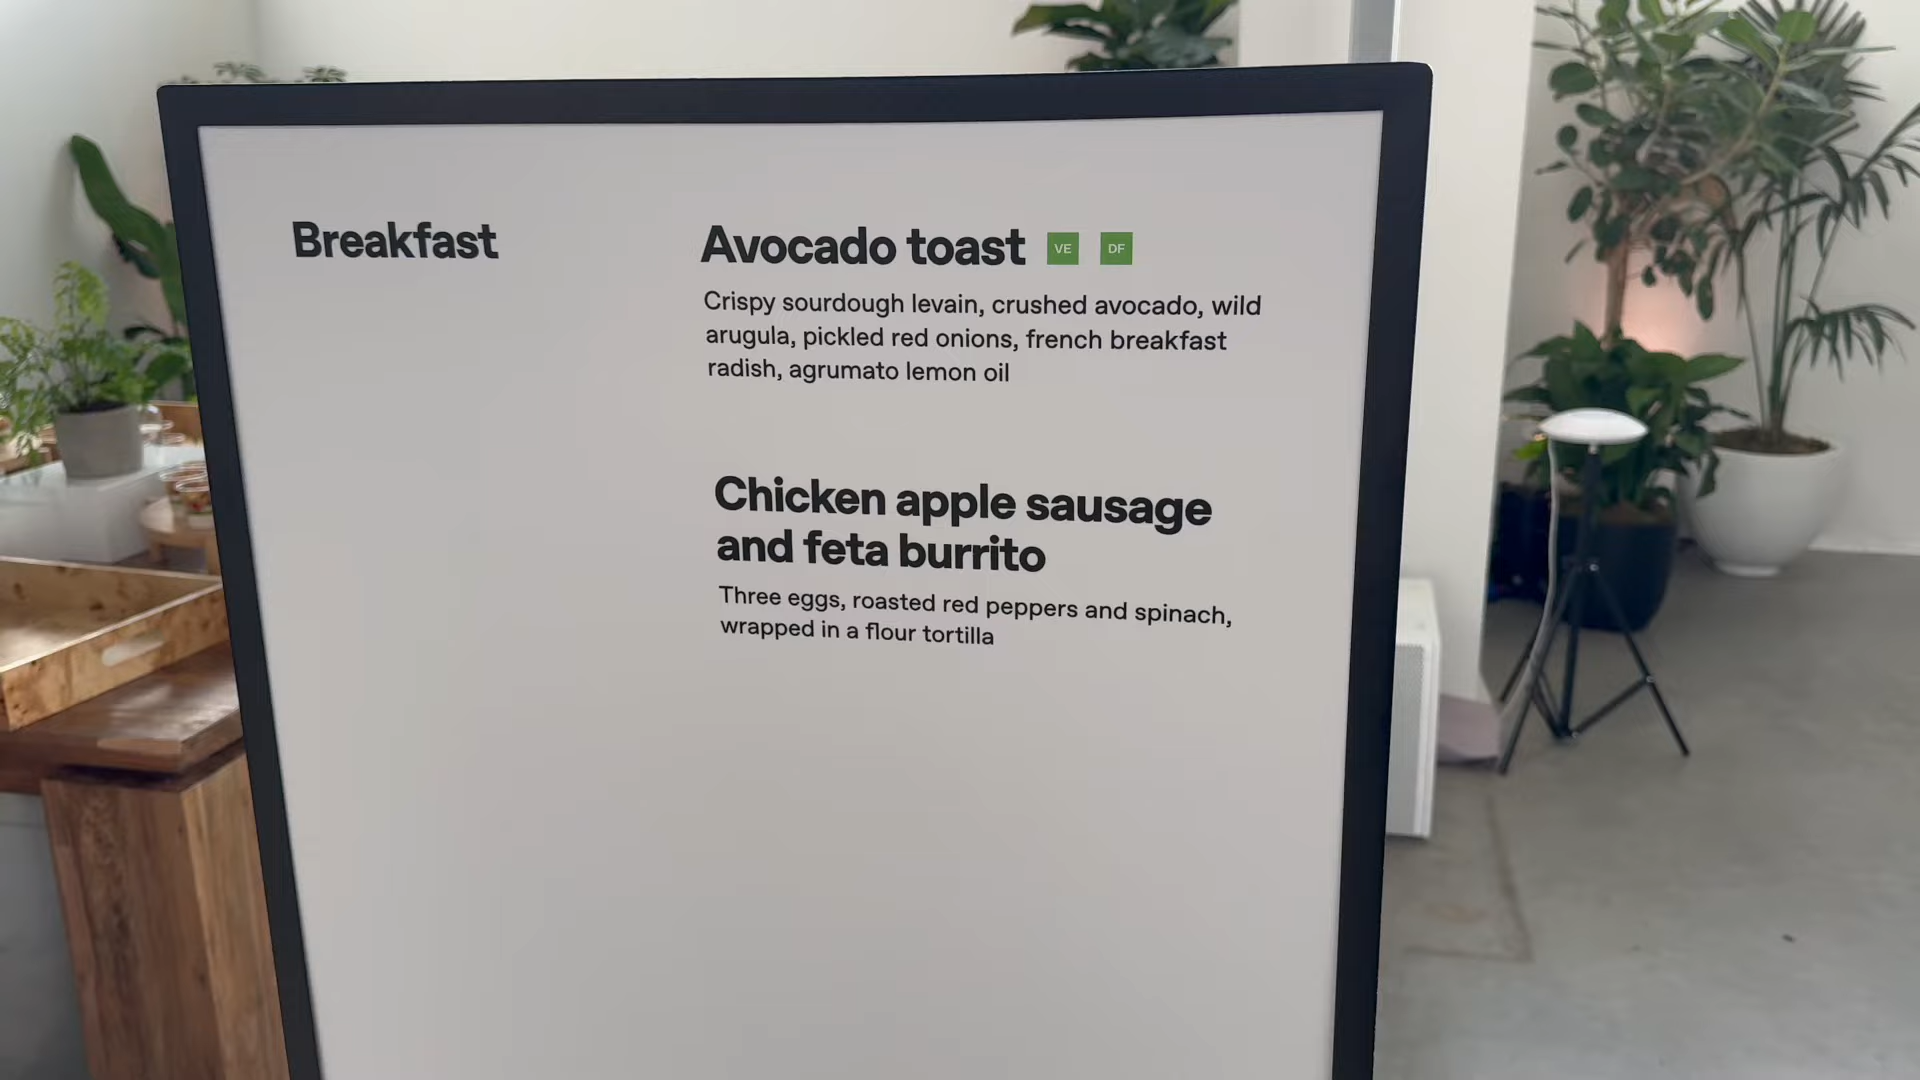 Breakfast
Avocado toast VE DF
Crispy sourdough levain, crushed avocado, wild
arugula, pickled red onions, french breakfast
radish, agrumato lemon oil
Chicken apple sausage
and feta burrito
Three eggs, roasted red peppers and spinach,
wrapped in a flour tortilla